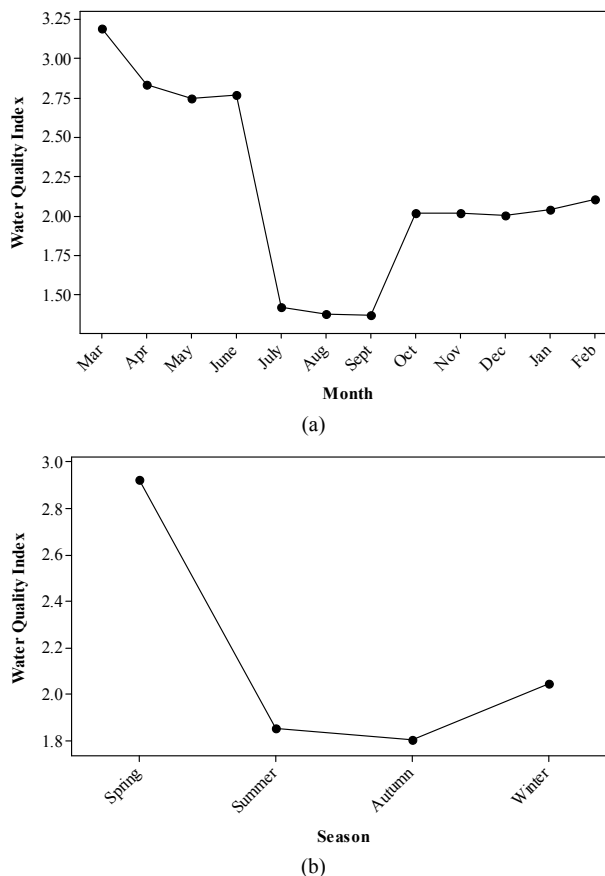 3.25
3.00
2.75
2.50
2.25
2.00
1.75
1.50
Water Quality Index
Mar
Apr
May
June
July
Aug
Sept
Oct
Nov
Dec
Jan
Feb
Month
(a)
3.0
2.8
2.6
2.4
2.2
2.0
1.8
Water Quality Index
Spring
Summer
Autumn
Winter
Season
(b)